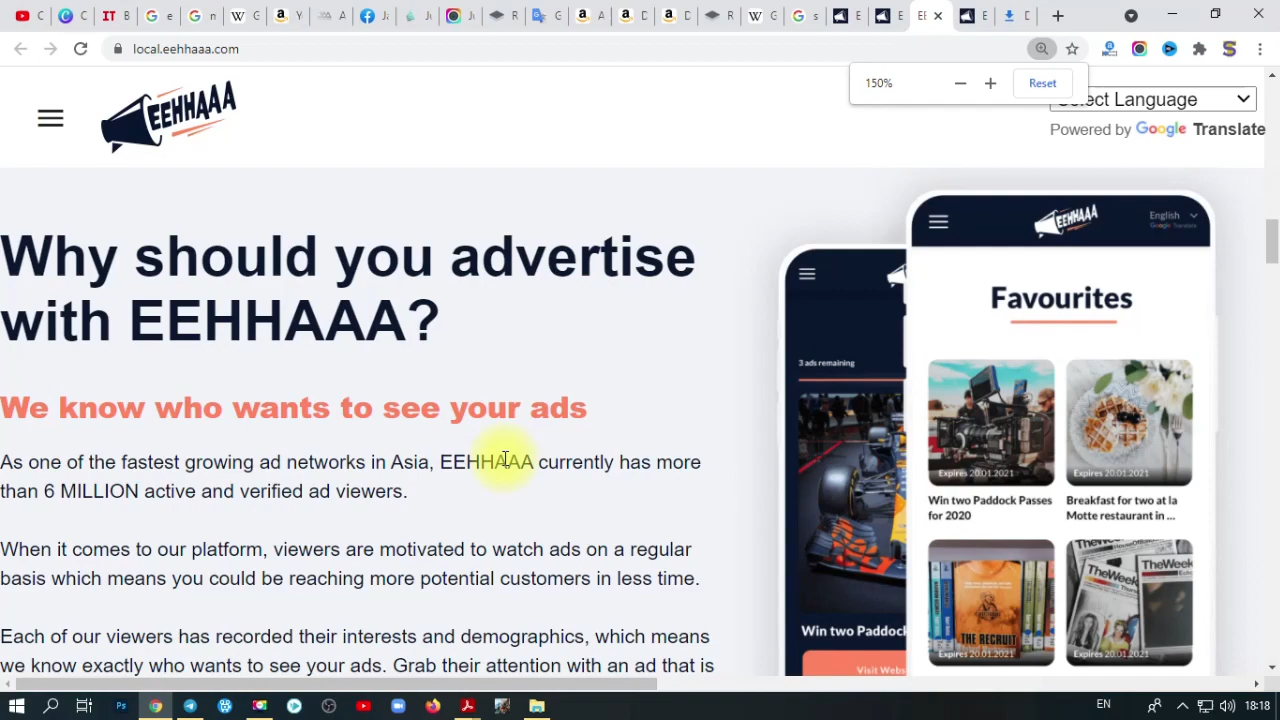 local.eehhaaa.com
150%
Reset
Select Language
Powered by Google Translate
EEHHAAA
Why should you advertise
with EEHHAAA?
We know who wants to see your ads
As one of the fastest growing ad networks in Asia, EEHHAAA currently has more
than 6 MILLION active and verified ad viewers.
When it comes to our platform, viewers are motivated to watch ads on a regular
basis which means you could be reaching more potential customers in less time.
Each of our viewers has recorded their interests and demographics, which means
we know exactly who wants to see your ads. Grab their attention with an ad that is
3 ads remaining
Win two Paddoc
Visit Webs
EEHHAAA
English
Google Translate
Favourites
Expires 20.01.2021
Expires 20.01.2021
Win two Paddock Passes
for 2020
Breakfast for two at la
Motte restaurant in ...
THE RECRUIT
TheWeek
TheWeek
Expires 20.01.2021
Expires 20.01.2021
EN
18:18